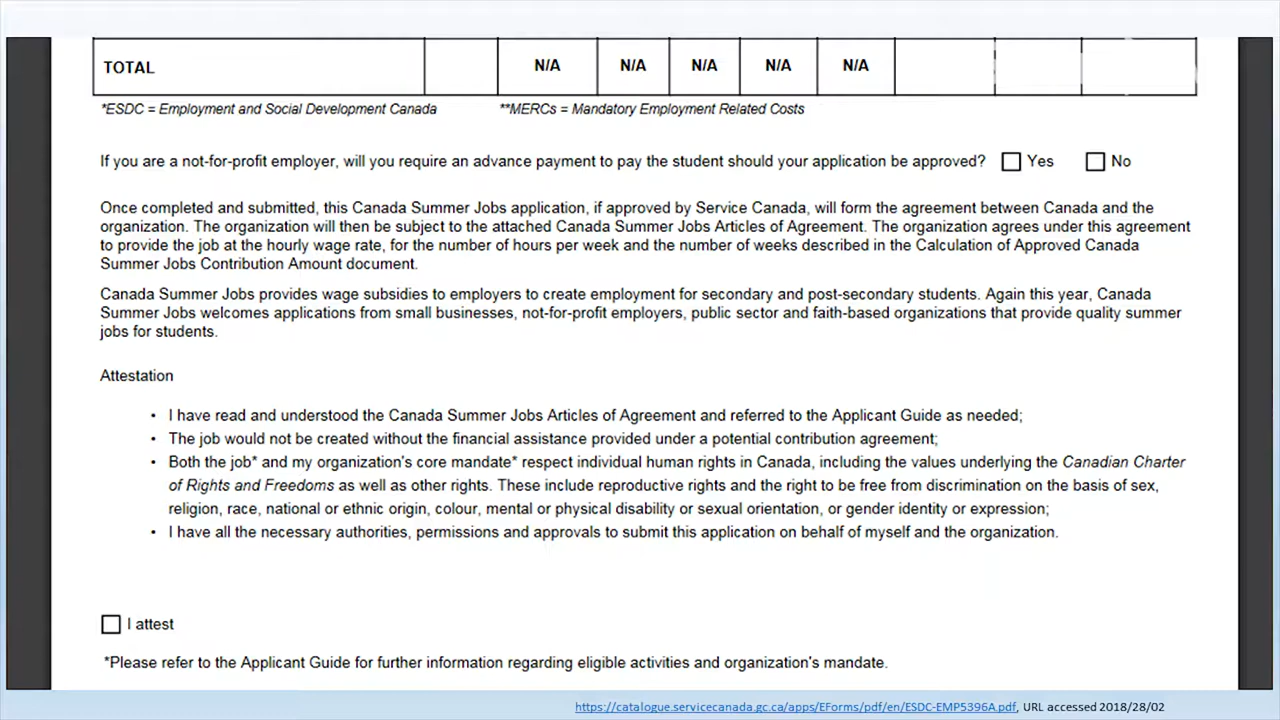 TOTAL N/A N/A N/A N/A N/A
*ESDC = Employment and Social Development Canada **MERCs = Mandatory Employment Related Costs
If you are a not-for-profit employer, will you require an advance payment to pay the student should your application be approved? Yes No
Once completed and submitted, this Canada Summer Jobs application, if approved by Service Canada, will form the agreement between Canada and the
organization. The organization will then be subject to the attached Canada Summer Jobs Articles of Agreement. The organization agrees under this agreement
to provide the job at the hourly wage rate, for the number of hours per week and the number of weeks described in the Calculation of Approved Canada
Summer Jobs Contribution Amount document.
Canada Summer Jobs provides wage subsidies to employers to create employment for secondary and post-secondary students. Again this year, Canada
Summer Jobs welcomes applications from small businesses, not-for-profit employers, public sector and faith-based organizations that provide quality summer
jobs for students.
Attestation
• I have read and understood the Canada Summer Jobs Articles of Agreement and referred to the Applicant Guide as needed;
• The job would not be created without the financial assistance provided under a potential contribution agreement;
• Both the job* and my organization's core mandate* respect individual human rights in Canada, including the values underlying the Canadian Charter
of Rights and Freedoms as well as other rights. These include reproductive rights and the right to be free from discrimination on the basis of sex,
religion, race, national or ethnic origin, colour, mental or physical disability or sexual orientation, or gender identity or expression;
• I have all the necessary authorities, permissions and approvals to submit this application on behalf of myself and the organization.
I attest
*Please refer to the Applicant Guide for further information regarding eligible activities and organization's mandate.
https://catalogue.servicecanada.gc.ca/apps/EForms/pdf/en/ESDC-EMP5396A.pdf, URL accessed 2018/28/02